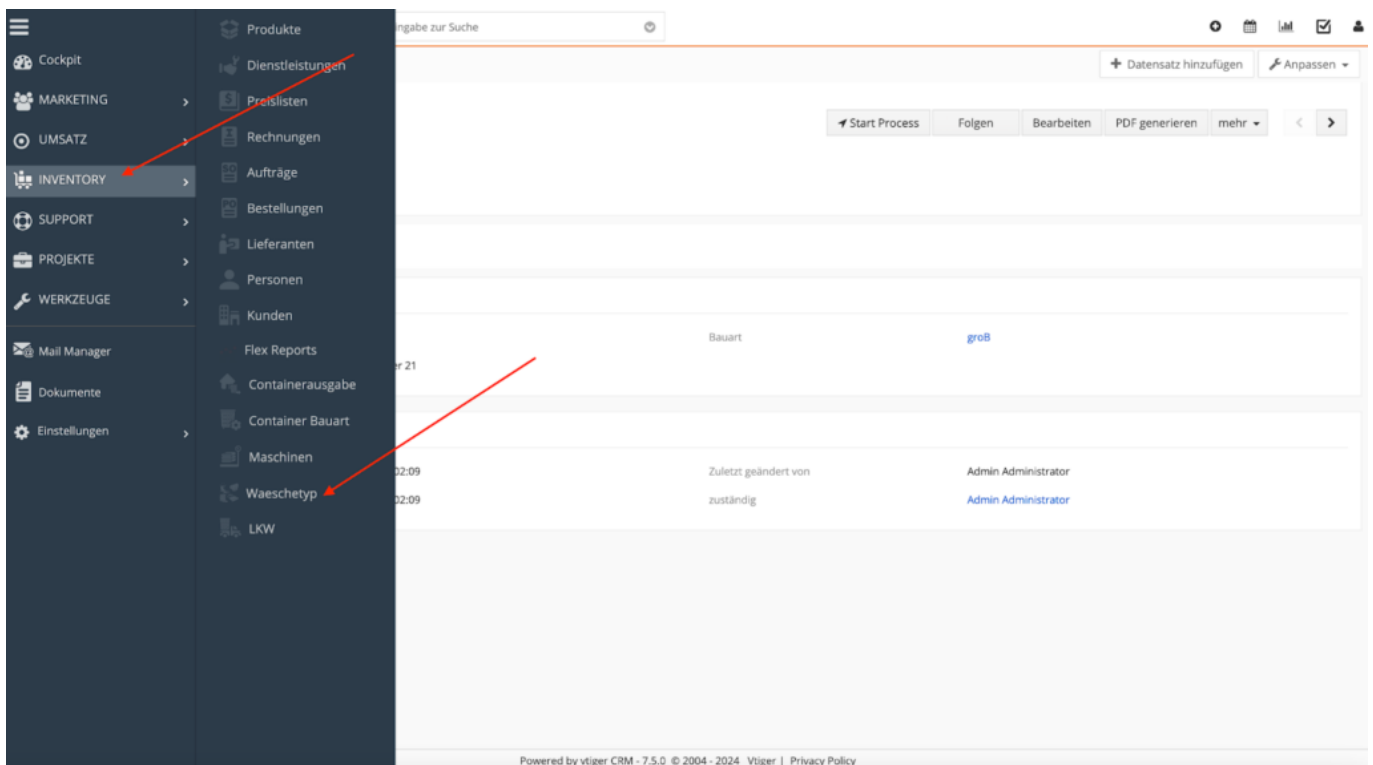 ingabe zur Suche
Cockpit
MARKETING
UMSATZ
INVENTORY
SUPPORT
PROJEKTE
WERKZEUGE
Mail Manager
Dokumente
Einstellungen
Produkte
Dienstleistungen
Preislisten
Rechnungen
Aufträge
Bestellungen
Lieferanten
Personen
Kunden
Flex Reports
Containerausgabe
Container Bauart
Maschinen
Waeschetyp
LKW
Datensatz hinzufügen Anpassen
Start Process Folgen Bearbeiten PDF generieren mehr
Bauart groB
er 21
02:09 Zuletzt geändert von Admin Administrator
02:09 zuständig Admin Administrator
Powered by vtiger CRM - 7.5.0 © 2004 - 2024 Vtiger | Privacy Policy